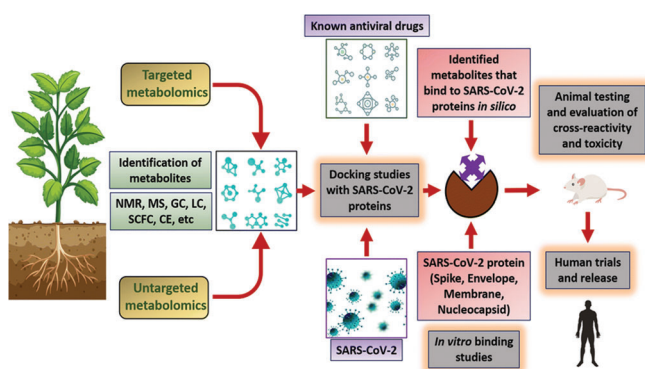 Known antiviral drugs
Targeted
metabolomics
Identified
metabolites that
bind to SARS-CoV-2
proteins in silico
Animal testing
and evaluation of
cross-reactivity
and toxicity
Identification of
metabolites
NMR, MS, GC, LC,
SCFC, CE, etc
Docking studies
with SARS-CoV-2
proteins
Untargeted
metabolomics
SARS-CoV-2
SARS-CoV-2 protein
(Spike, Envelope,
Membrane,
Nucleocapsid)
In vitro binding
studies
Human trials
and release